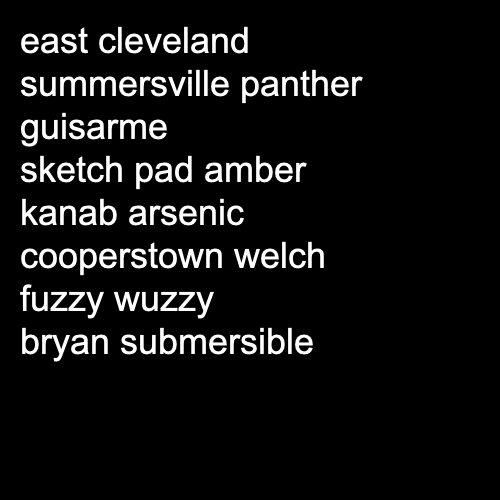 east cleveland
summersville panther
guisarme
sketch pad amber
kanab arsenic
cooperstown welch
fuzzy wuzzy
bryan submersible